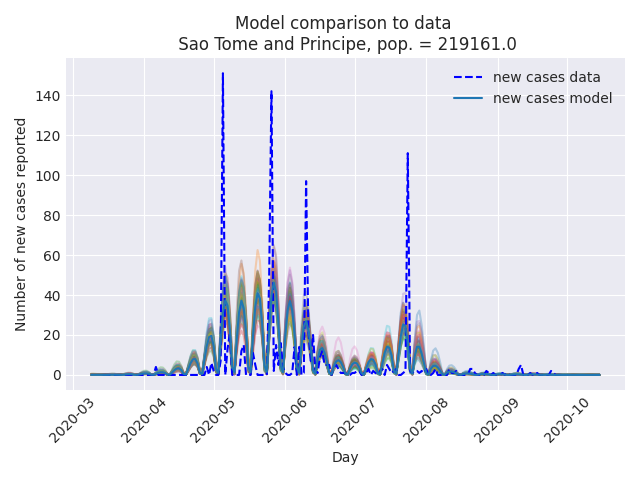 Model comparison to data
Sao Tome and Principe, pop. = 219161.0
new cases data
new cases model
Number of new cases reported
140
120
100
80
60
40
20
0
2020-03
2020-04
2020-05
2020-06
2020-07
2020-08
2020-09
2020-10
Day